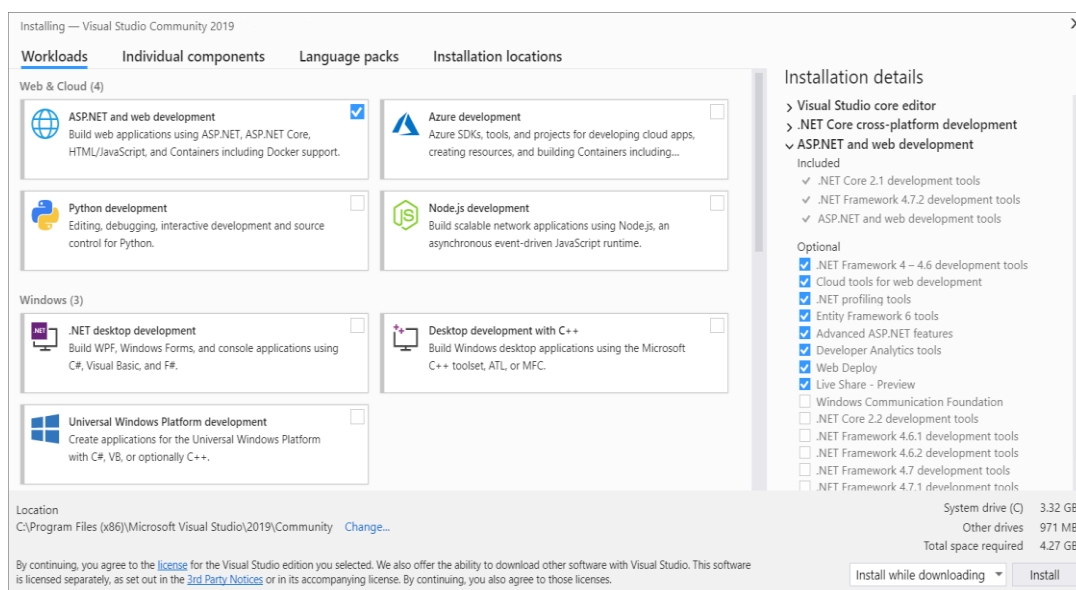 Installing — Visual Studio Community 2019
Workloads Individual components Language packs Installation locations
Web & Cloud (4)
ASP.NET and web development
Build web applications using ASP.NET, ASP.NET Core,
HTML/JavaScript, and Containers including Docker support.
Azure development
Azure SDKs, tools, and projects for developing cloud apps,
creating resources, and building Containers including...
Python development
Editing, debugging, interactive development and source
control for Python.
Node.js development
Build scalable network applications using Node.js, an
asynchronous event-driven JavaScript runtime.
Windows (3)
.NET
.NET desktop development
Build WPF, Windows Forms, and console applications using
C#, Visual Basic, and F#.
Desktop development with C++
Build Windows desktop applications using the Microsoft
C++ toolset, ATL, or MFC.
Universal Windows Platform development
Create applications for the Universal Windows Platform
with C#, VB, or optionally C++.
Installation details
Visual Studio core editor
.NET Core cross-platform development
ASP.NET and web development
Included
.NET Core 2.1 development tools
.NET Framework 4.7.2 development tools
ASP.NET and web development tools
Optional
.NET Framework 4 – 4.6 development tools
Cloud tools for web development
.NET profiling tools
Entity Framework 6 tools
Advanced ASP.NET features
Developer Analytics tools
Web Deploy
Live Share - Preview
Windows Communication Foundation
.NET Core 2.2 development tools
.NET Framework 4.6.1 development tools
.NET Framework 4.6.2 development tools
.NET Framework 4.7 development tools
.NET Framework 4.7.1 development tools
Location
C:\Program Files (x86)\Microsoft Visual Studio\2019\Community Change...
System drive (C) 3.32 GB
Other drives 971 MB
Total space required 4.27 GB
By continuing, you agree to the license for the Visual Studio edition you selected. We also offer the ability to download other software with Visual Studio. This software
is licensed separately, as set out in the 3rd Party Notices or in its accompanying license. By continuing, you also agree to those licenses.
Install while downloading Install